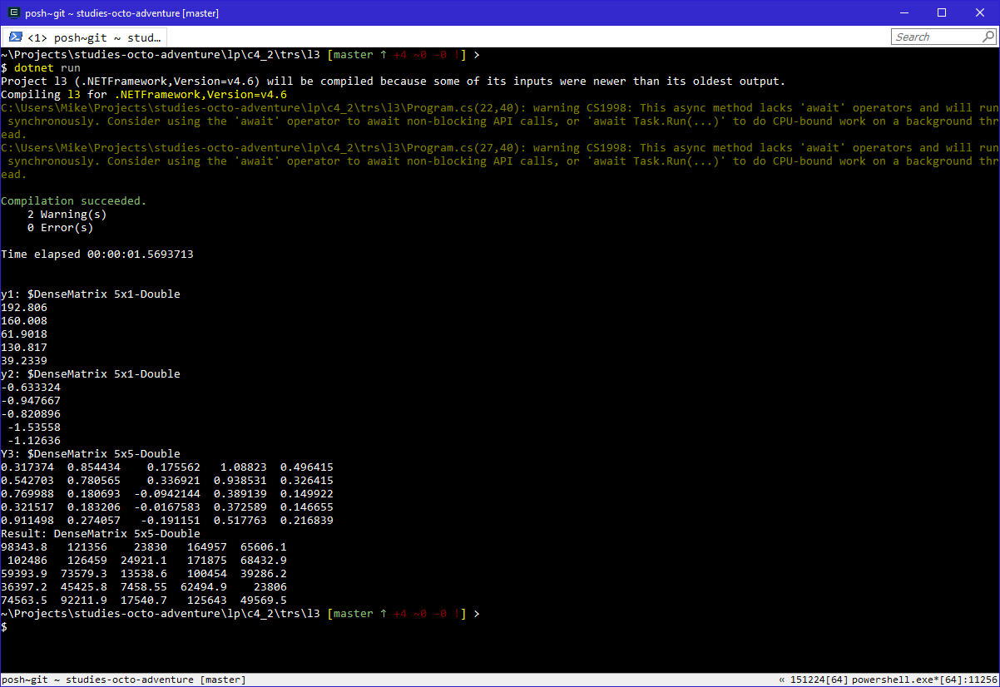 posh~git ~ studies-octo-adventure [master]
<1> posh~git ~ stud...
Search
~\Projects\studies-octo-adventure\lp\c4_2\trs\l3 [master ↑ +4 ~0 -0 !] >
$ dotnet run
Project l3 (.NETFramework,Version=v4.6) will be compiled because some of its inputs were newer than its oldest output.
Compiling l3 for .NETFramework,Version=v4.6
C:\Users\Mike\Projects\studies-octo-adventure\lp\c4_2\trs\l3\Program.cs(22,40): warning CS1998: This async method lacks 'await' operators and will run
 synchronously. Consider using the 'await' operator to await non-blocking API calls, or 'await Task.Run(...)' to do CPU-bound work on a background thr
ead.
C:\Users\Mike\Projects\studies-octo-adventure\lp\c4_2\trs\l3\Program.cs(27,40): warning CS1998: This async method lacks 'await' operators and will run
 synchronously. Consider using the 'await' operator to await non-blocking API calls, or 'await Task.Run(...)' to do CPU-bound work on a background thr
ead.
Compilation succeeded.
    2 Warning(s)
    0 Error(s)
Time elapsed 00:00:01.5693713
y1: $DenseMatrix 5x1-Double
192.806
160.008
61.9018
130.817
39.2339
y2: $DenseMatrix 5x1-Double
-0.633324
-0.947667
-0.820896
 -1.53558
 -1.12636
Y3: $DenseMatrix 5x5-Double
0.317374  0.854434    0.175562   1.08823  0.496415
0.542703  0.780565    0.336921  0.938531  0.326415
0.769988  0.180693  -0.0942144  0.389139  0.149922
0.321517  0.183206  -0.0167583  0.372589  0.146655
0.911498  0.274057   -0.191151  0.517763  0.216839
Result: DenseMatrix 5x5-Double
98343.8   121356    23830   164957  65606.1
 102486   126459  24921.1   171875  68432.9
59393.9  73579.3  13538.6   100454  39286.2
36397.2  45425.8  7458.55  62494.9    23806
74563.5  92211.9  17540.7   125643  49569.5
~\Projects\studies-octo-adventure\lp\c4_2\trs\l3 [master ↑ +4 ~0 -0 !] >
$
posh~git ~ studies-octo-adventure [master]
« 151224[64] powershell.exe*[64]:11256